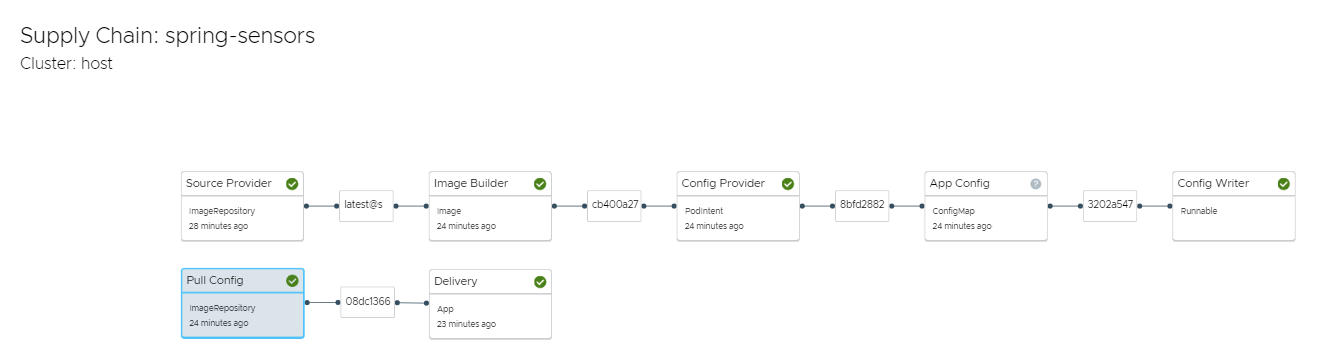 Supply Chain: spring-sensors
Cluster: host
Source Provider
ImageRepository
28 minutes ago
latest@s
Image Builder
Image
24 minutes ago
cb400a27
Config Provider
PodIntent
24 minutes ago
8bfd2882
App Config
?
ConfigMap
24 minutes ago
3202a547
Config Writer
Runnable
Pull Config
ImageRepository
24 minutes ago
08dc1366
Delivery
App
23 minutes ago